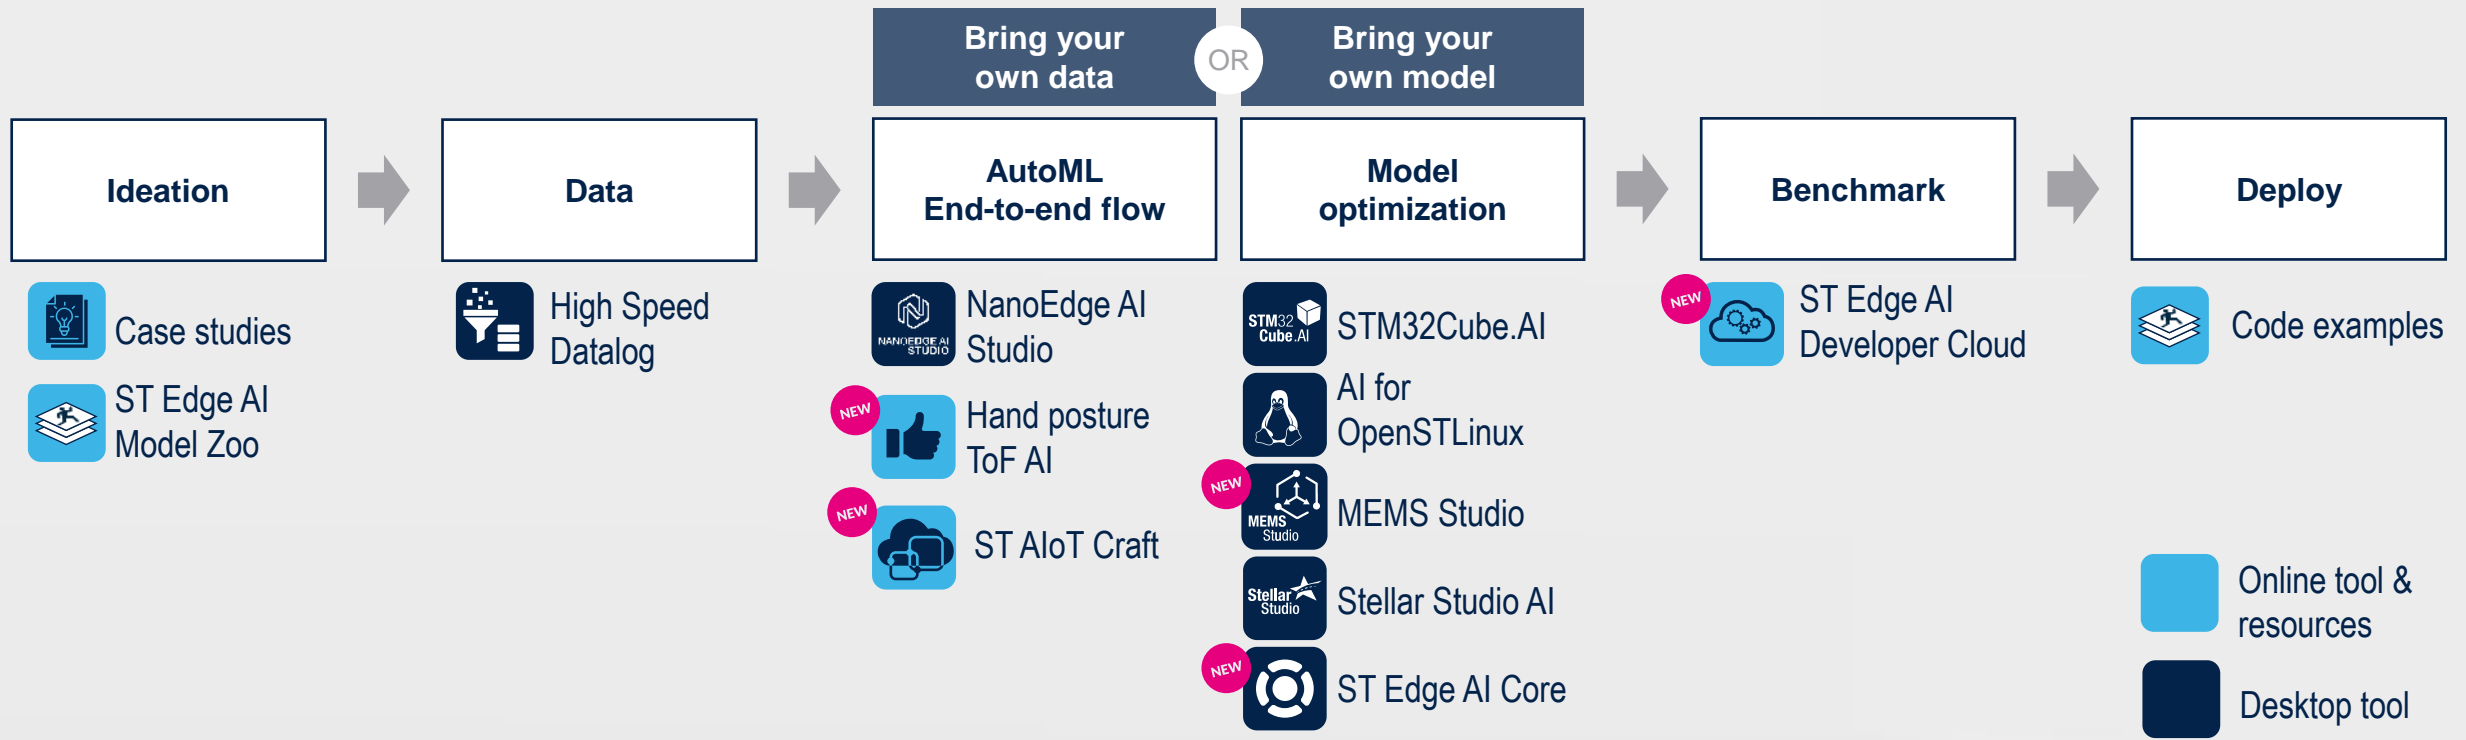 Bring your
own data
OR
Bring your
own model
Ideation
Data
AutoML
End-to-end flow
Model
optimization
Benchmark
Deploy
Case studies
ST Edge AI
Model Zoo
High Speed
Datalog
NANOEDGE AI
STUDIO
NanoEdge AI
Studio
NEW
Hand posture
ToF AI
NEW
ST AIoT Craft
STM32
Cube.AI
STM32Cube.AI
AI for
OpenSTLinux
NEW
MEMS
Studio
MEMS Studio
Stellar
Studio
Stellar Studio AI
NEW
ST Edge AI Core
NEW
ST Edge AI
Developer Cloud
Code examples
Online tool &
resources
Desktop tool